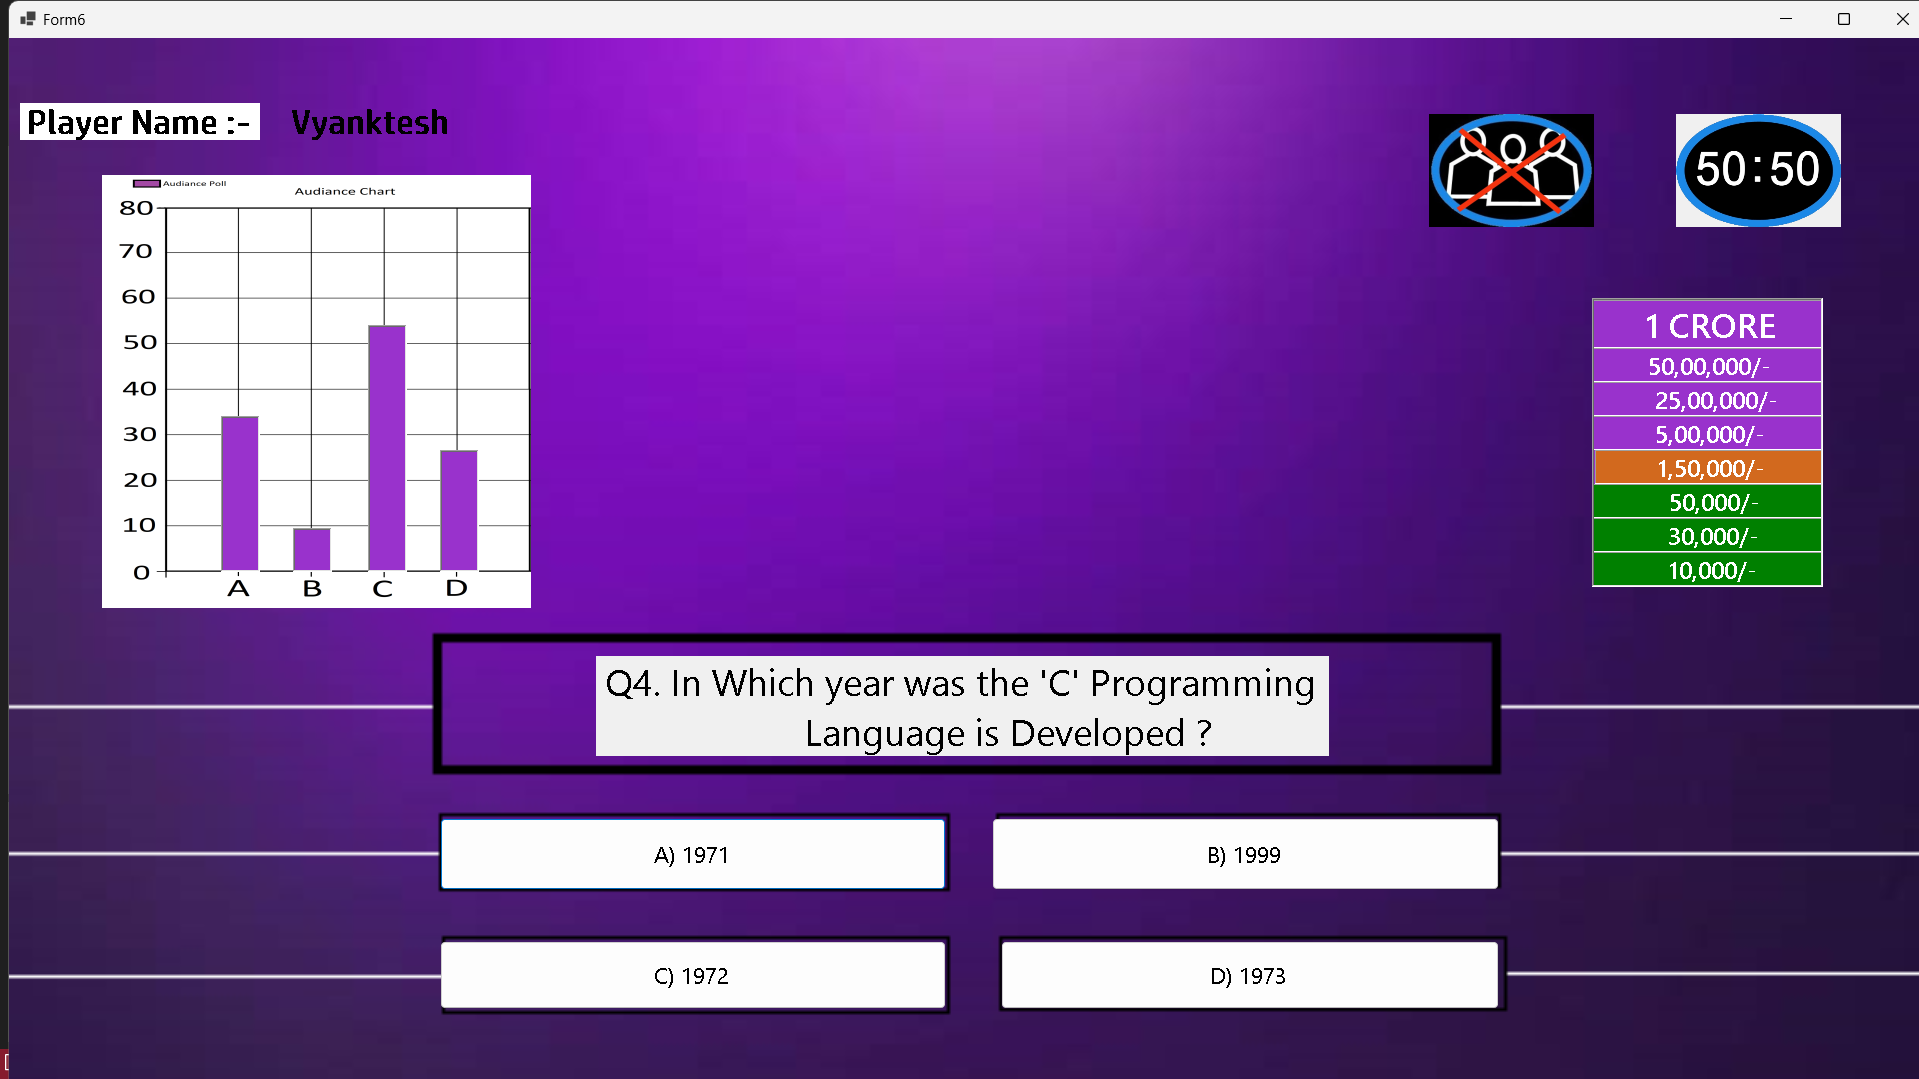 Form6
Player Name :- Vyanktesh
50:50
Audiance Poll
Audiance Chart
80
70
60
50
40
30
20
10
0
A B C D
1 CRORE
50,00,000/-
25,00,000/-
5,00,000/-
1,50,000/-
50,000/-
30,000/-
10,000/-
Q4. In Which year was the 'C' Programming
Language is Developed ?
A) 1971
B) 1999
C) 1972
D) 1973